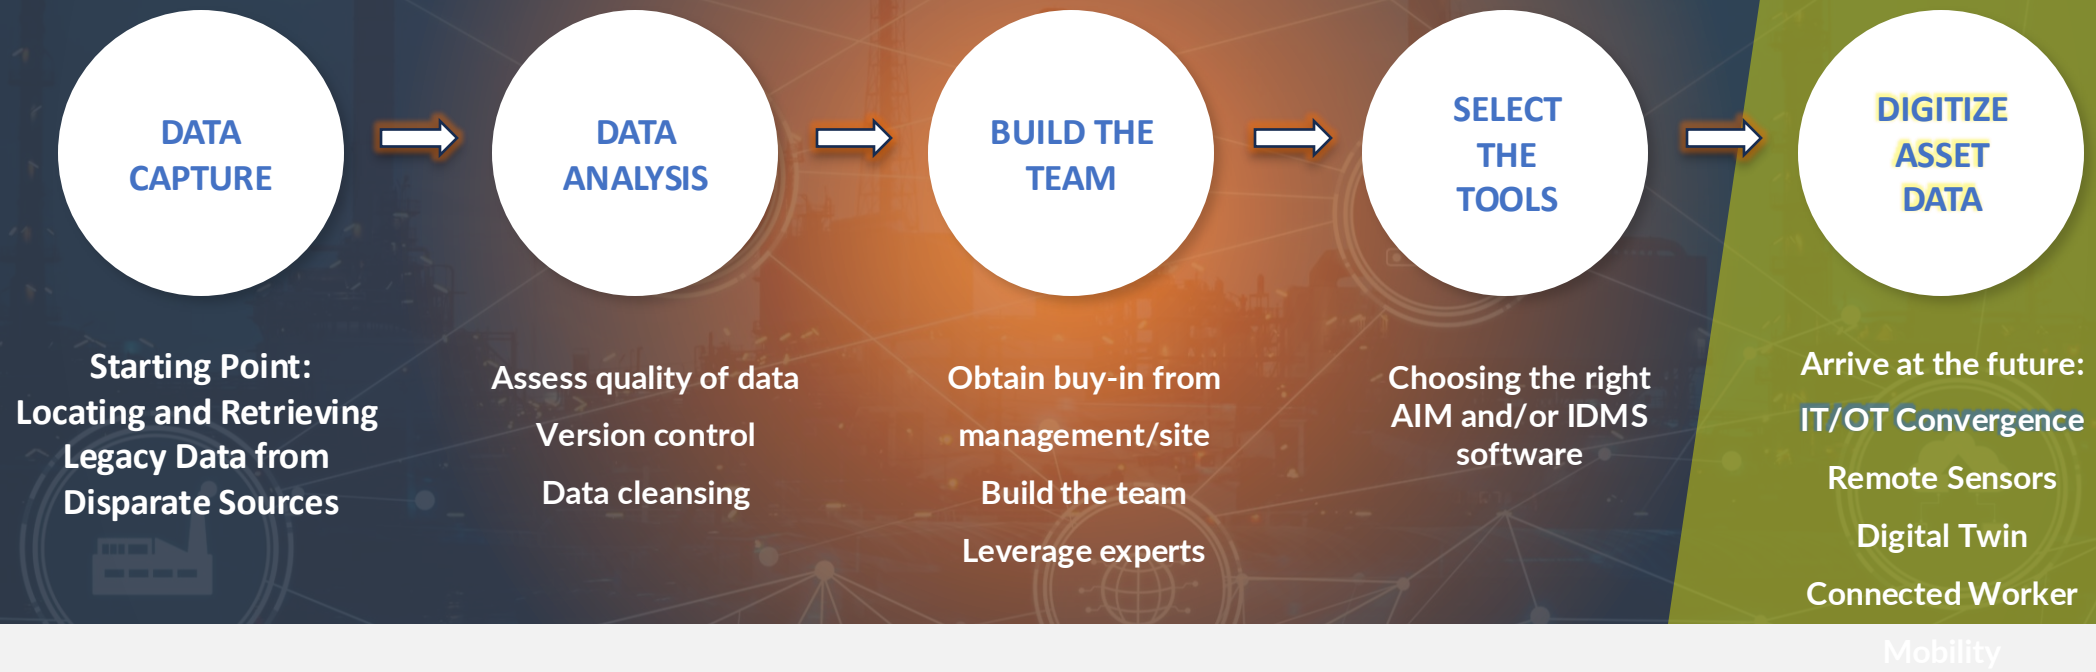 DATA
CAPTURE
DATA
ANALYSIS
BUILD THE
TEAM
SELECT
THE
TOOLS
DIGITIZE
ASSET
DATA
Starting Point:
Locating and Retrieving
Legacy Data from
Disparate Sources
Assess quality of data
Version control
Data cleansing
Obtain buy-in from
management/site
Build the team
Leverage experts
Choosing the right
AIM and/or IDMS
software
Arrive at the future:
IT/OT Convergence
Remote Sensors
Digital Twin
Connected Worker
Mobility